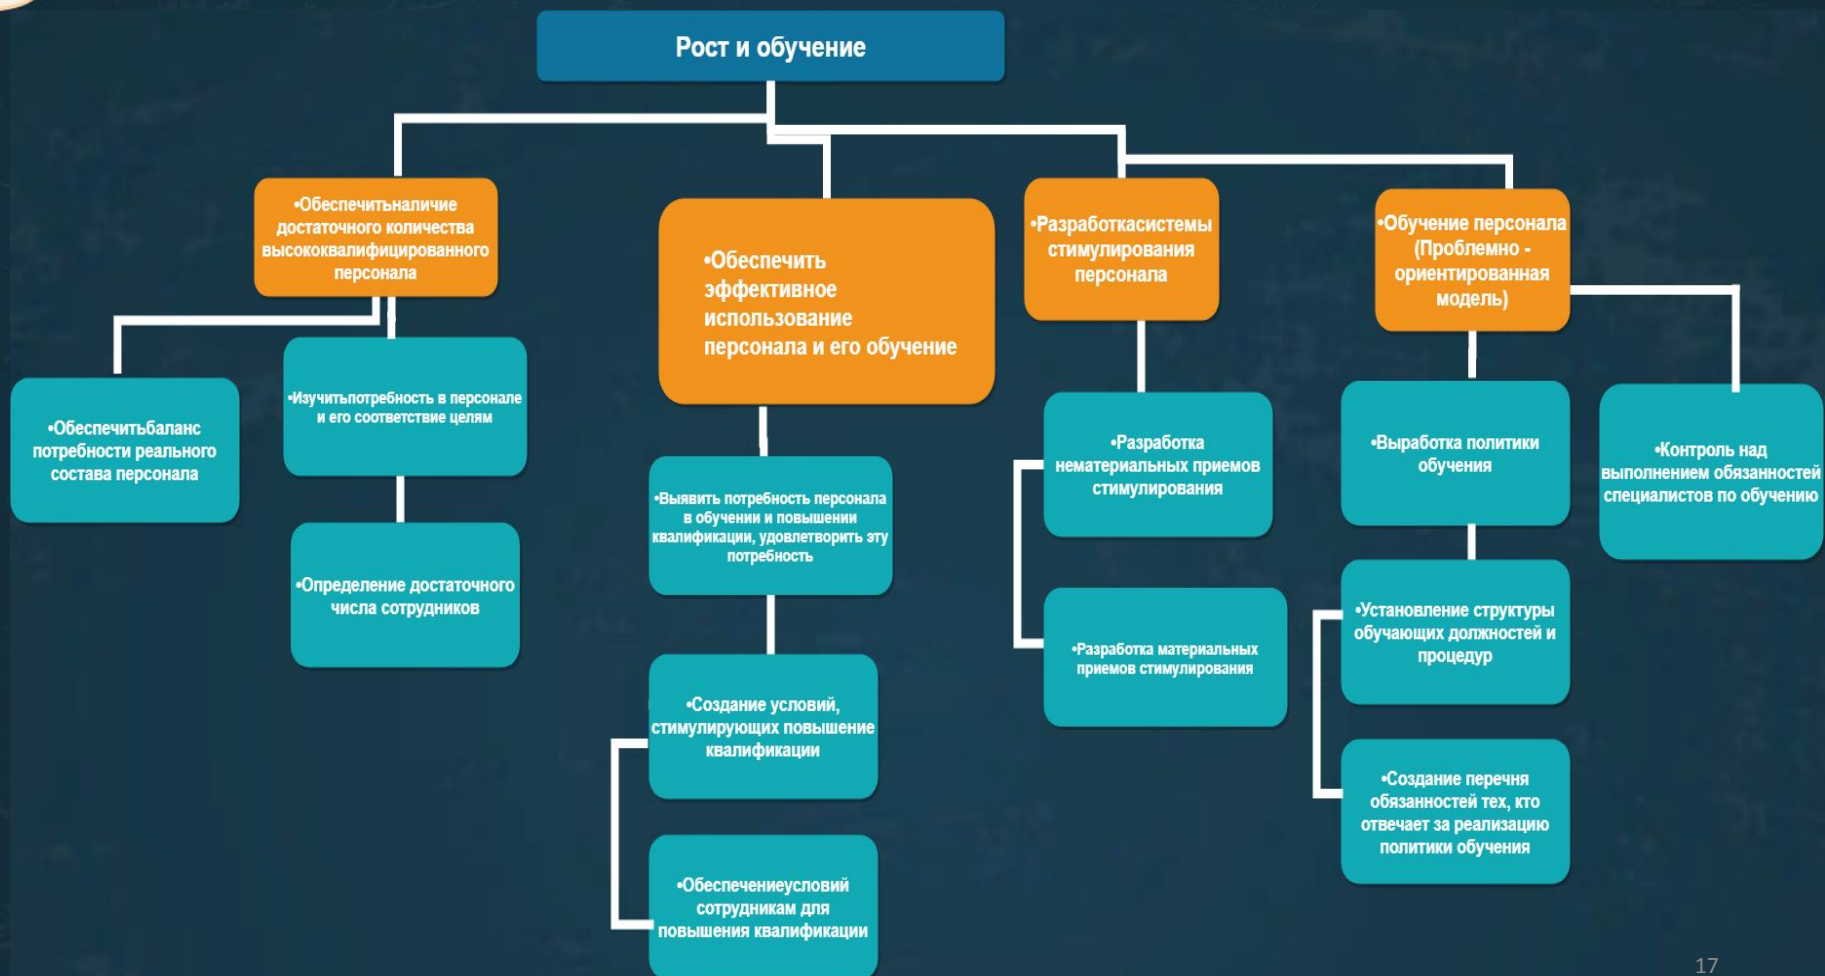 Рост и обучение
•Обеспечитьналичие
достаточного количества
высококвалифицированного
персонала
•Обеспечить
эффективное
использование
персонала и его обучение
•Разработкасистемы
стимулирования
персонала
•Обучение персонала
(Проблемно -
ориентированная
модель)
•Обеспечитьбаланс
потребности реального
состава персонала
•Изучитьпотребность в персонале
и его соответствие целям
•Определение достаточного
числа сотрудников
•Выявить потребность персонала
в обучении и повышении
квалификации, удовлетворить эту
потребность
•Создание условий,
стимулирующих повышение
квалификации
•Обеспечениеусловий
сотрудникам для
повышения квалификации
•Разработка
нематериальных приемов
стимулирования
•Разработка материальных
приемов стимулирования
•Выработка политики
обучения
•Установление структуры
обучающих должностей и
процедур
•Создание перечня
обязанностей тех, кто
отвечает за реализацию
политики обучения
•Контроль над
выполнением обязанностей
специалистов по обучению
17